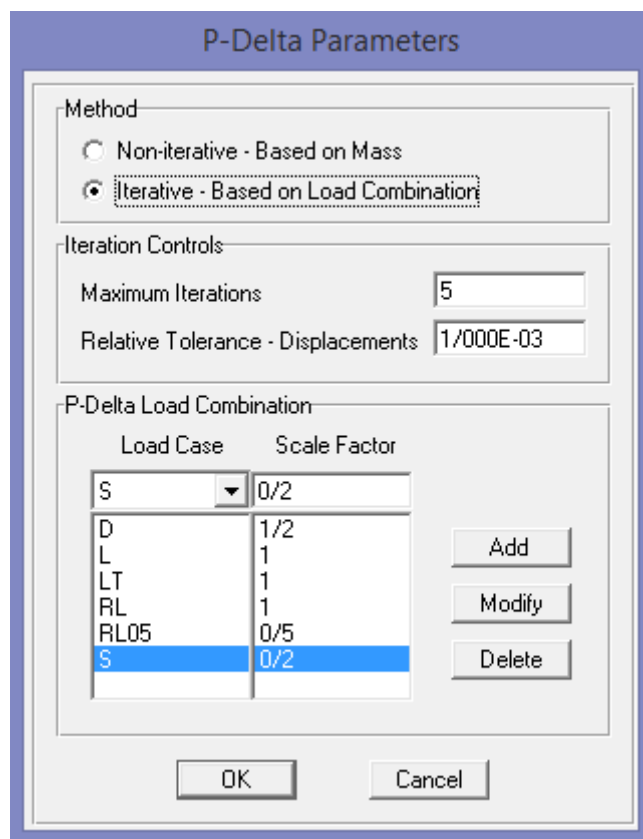 P-Delta Parameters
Method
Non-iterative - Based on Mass
Iterative - Based on Load Combination
Iteration Controls
Maximum Iterations 5
Relative Tolerance - Displacements 1/000E-03
P-Delta Load Combination
Load Case Scale Factor
S 0/2
D 1/2
L 1
LT 1
RL 1
RL05 0/5
S 0/2
Add
Modify
Delete
OK Cancel